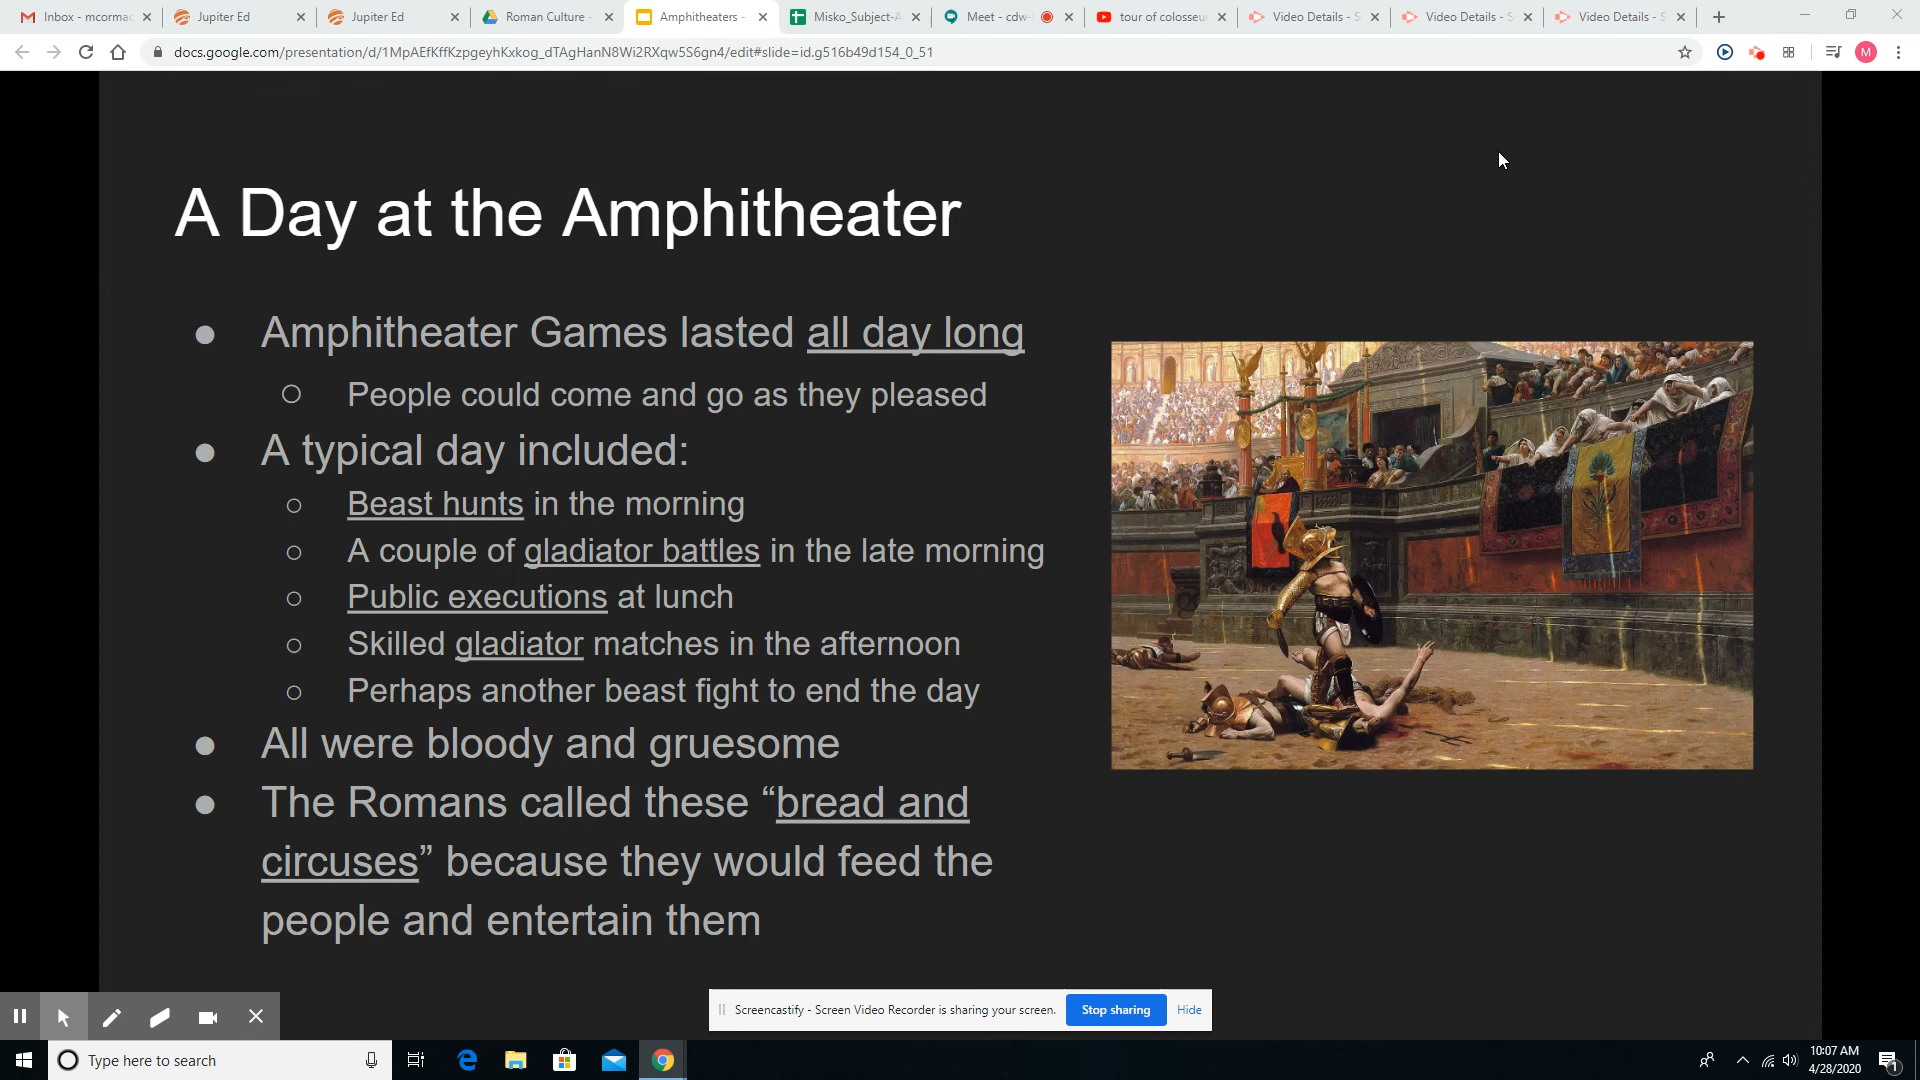 Inbox - mcormac
Jupiter Ed
Jupiter Ed
Roman Culture -
Amphitheaters -
Misko_Subject-A
Meet - cdw-
tour of colosseu
Video Details - S
Video Details - S
Video Details - S
docs.google.com/presentation/d/1MpAEfKffKzpgeyhKxkog_dTAgHanN8Wi2RXqw5S6gn4/edit#slide=id.g516b49d154_0_51
M
A Day at the Amphitheater
● Amphitheater Games lasted all day long
○ People could come and go as they pleased
● A typical day included:
○ Beast hunts in the morning
○ A couple of gladiator battles in the late morning
○ Public executions at lunch
○ Skilled gladiator matches in the afternoon
○ Perhaps another beast fight to end the day
● All were bloody and gruesome
● The Romans called these “bread and
circuses” because they would feed the
people and entertain them
Screencastify - Screen Video Recorder is sharing your screen.
Stop sharing
Hide
Type here to search
10:07 AM
4/28/2020
1